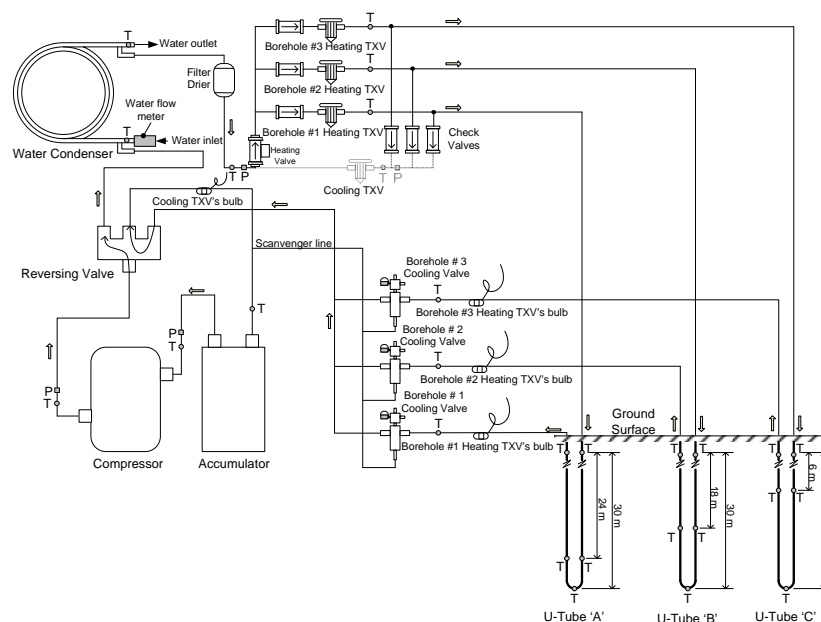 T
Water outlet
Borehole #3 Heating TXV
T
Filter
Drier
Borehole #2 Heating TXV
T
Water flow
meter
T
Water inlet
Borehole #1 Heating TXV
T
Check
Valves
Water Condenser
Heating
Valve
T P
T P
Cooling TXV
Cooling TXV's bulb
Scanvenger line
Reversing Valve
Borehole # 3
Cooling Valve
T
Borehole #3 Heating TXV's bulb
T
P
T
Borehole # 2
Cooling Valve
T
Borehole #2 Heating TXV's bulb
P
T
Borehole # 1
Cooling Valve
T
Borehole #1 Heating TXV's bulb
Ground
Surface
Compressor
Accumulator
T T
T T
T T
24 m
30 m
18 m
30 m
6 m
T T
T T
T T
T
T
T
U-Tube 'A'
U-Tube 'B'
U-Tube 'C'